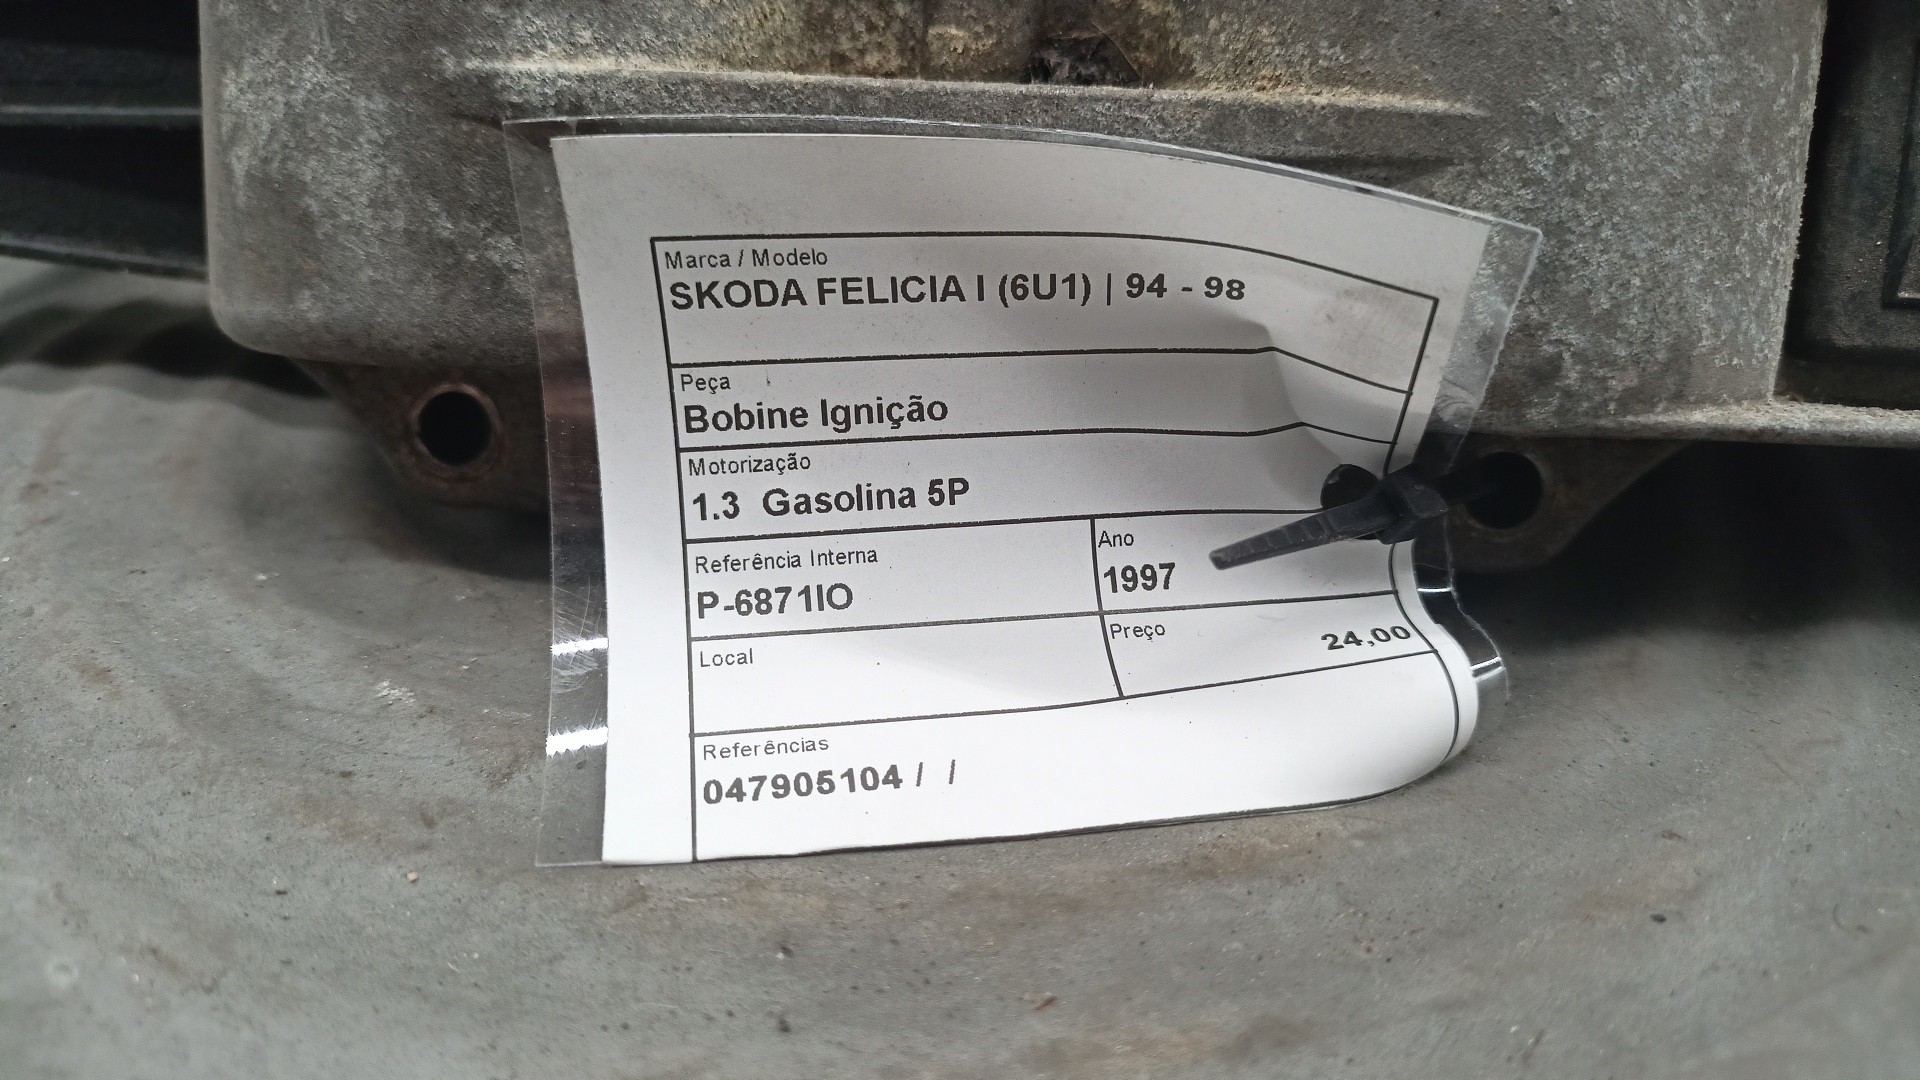 Marca / Modelo
SKODA FELICIA I (6U1) | 94 - 98
Peça
Bobine Ignição
Motorização
1.3 Gasolina 5P
Referência Interna
P-6871IO
Ano
1997
Local
Preço
24,00
Referências
047905104 / /